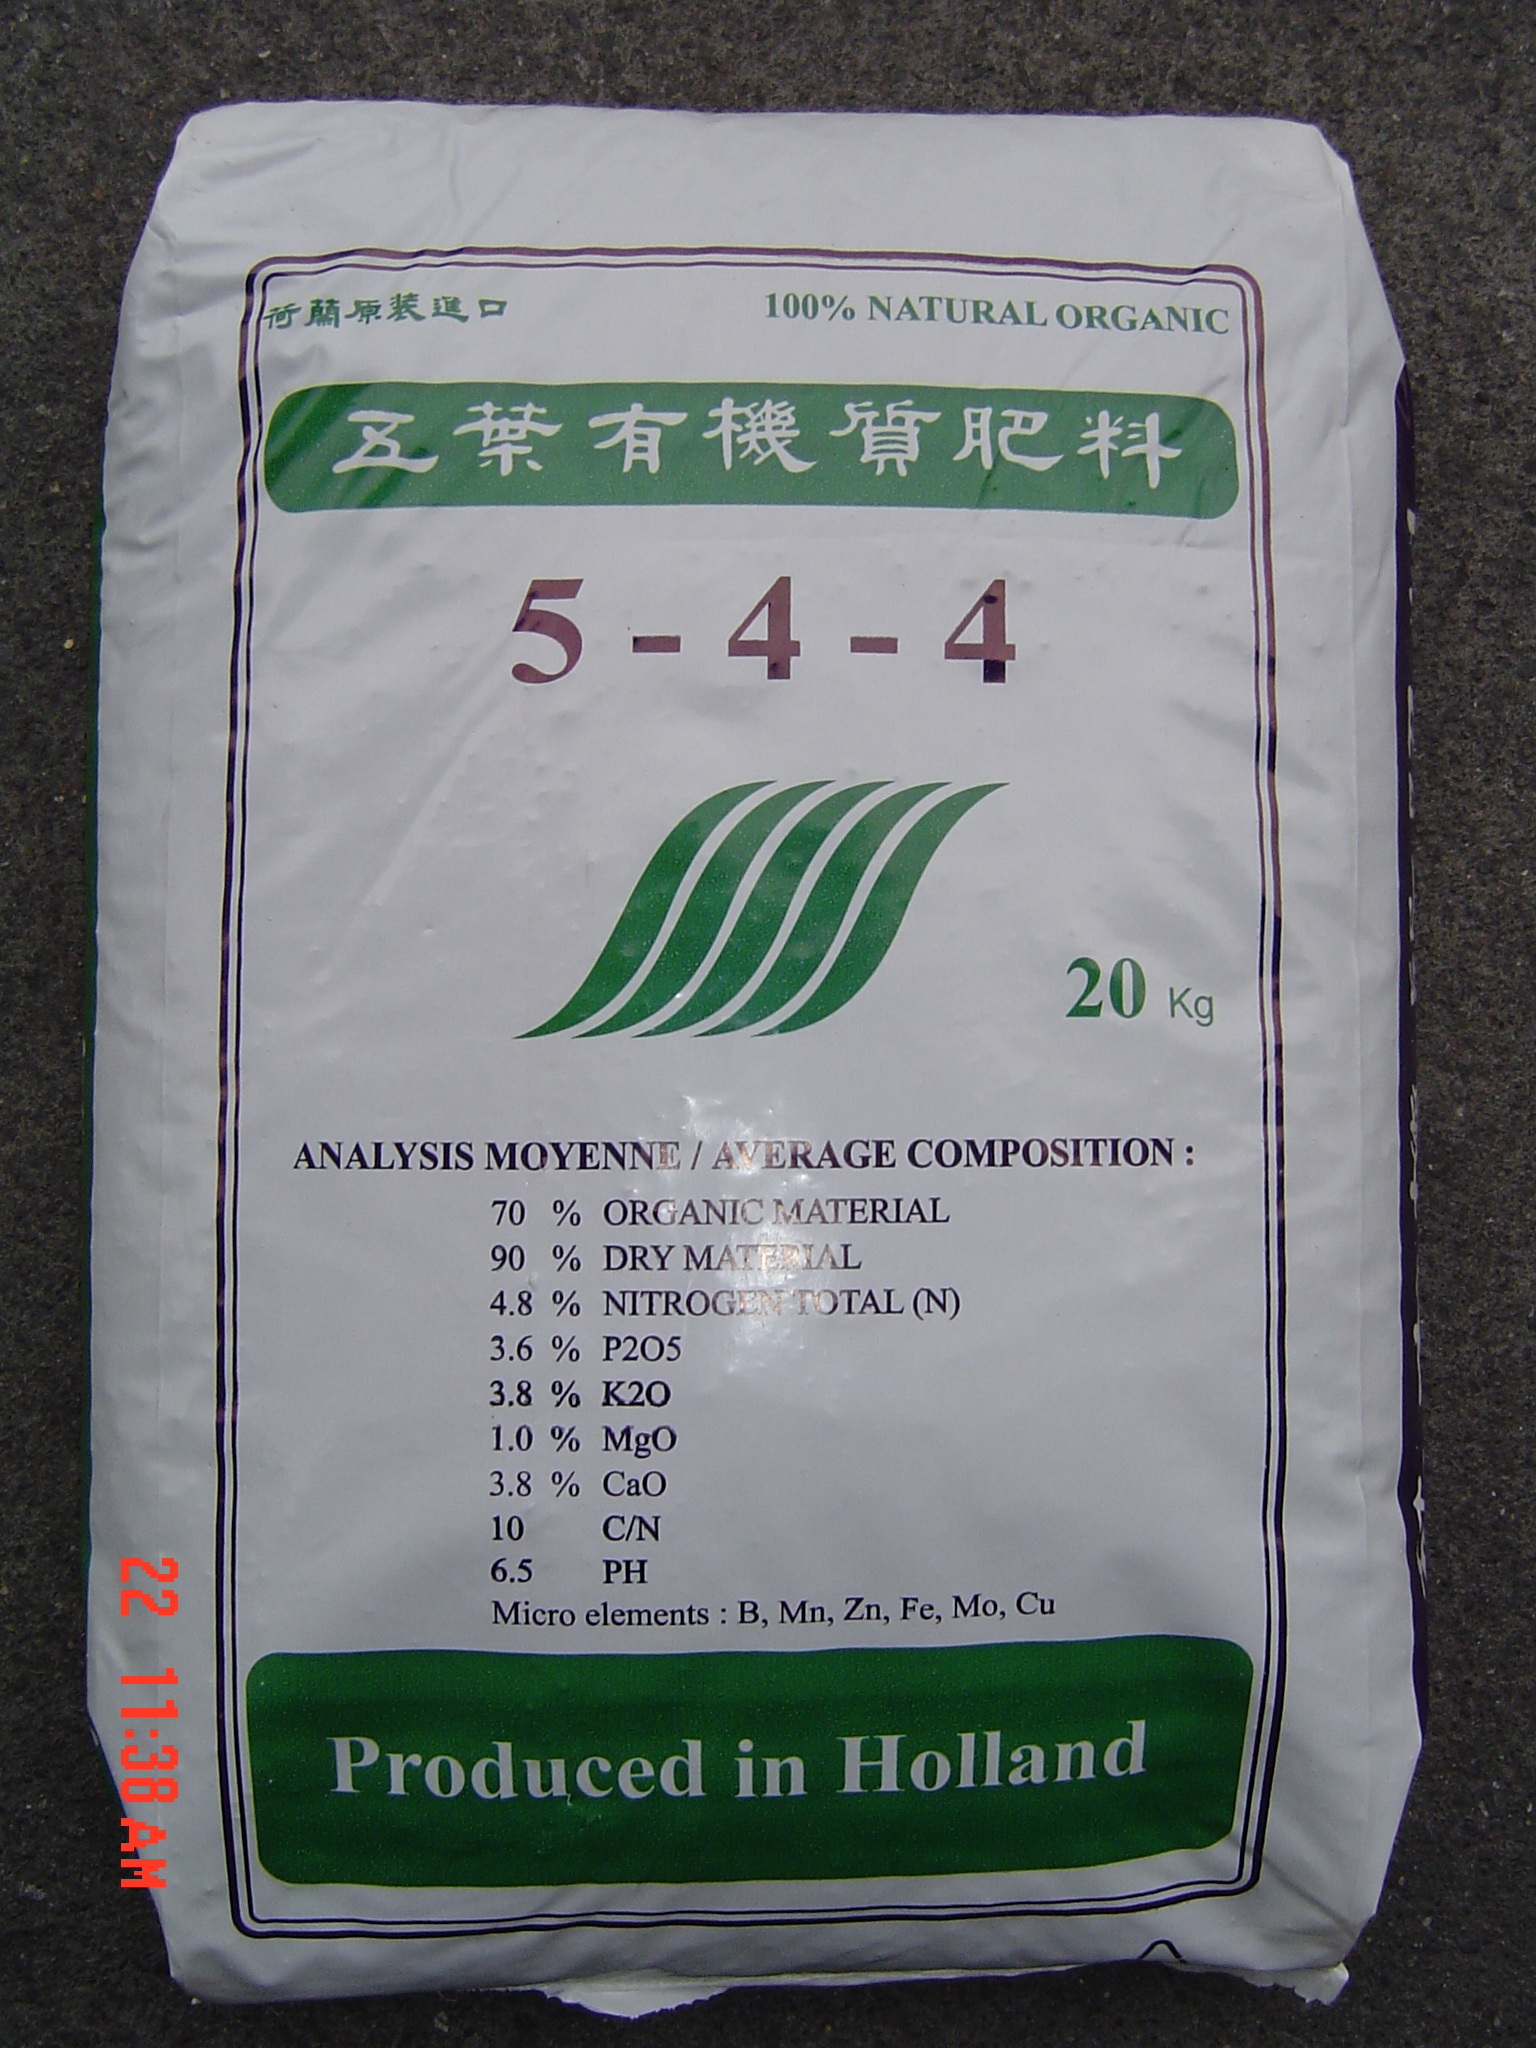 荷蘭原装進口
100% NATURAL ORGANIC
五葉有機質肥料
5 - 4 - 4
20 Kg
ANALYSIS MOYENNE / AVERAGE COMPOSITION :
70 % ORGANIC MATERIAL
90 % DRY MATERIAL
4.8 % NITROGEN TOTAL (N)
3.6 % P2O5
3.8 % K2O
1.0 % MgO
3.8 % CaO
10 C/N
6.5 PH
Micro elements : B, Mn, Zn, Fe, Mo, Cu
Produced in Holland
22 11:38 AM